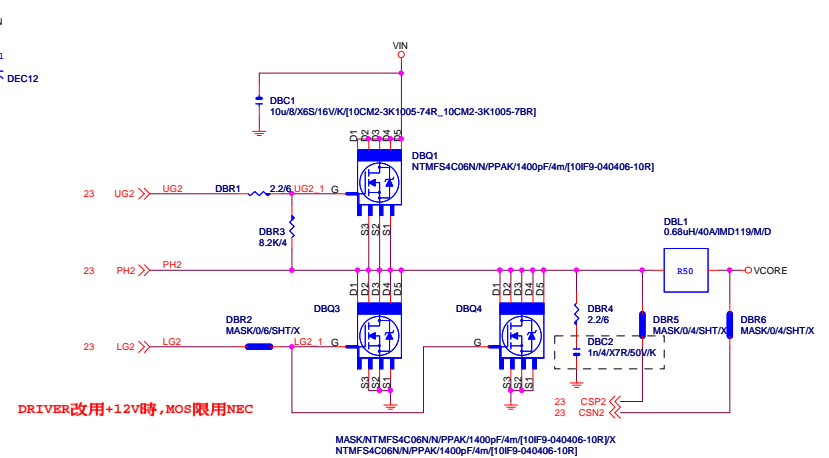 N
1
DEC12
VIN
DBC1
10u/8/X6S/16V/K/[10CM2-3K1005-74R_10CM2-3K1005-7BR]
D1
D2
D3
D4
D5
DBQ1
NTMFS4C06N/N/PPAK/1400pF/4m/[10IF9-040406-10R]
23 UG2 UG2 DBR1 2.2/6 UG2_1 G
DBR3
8.2K/4
S3
S2
S1
DBL1
0.68uH/40A/IMD119/M/D
R50
VCORE
23 PH2 PH2
D1
D2
D3
D4
D5
D1
D2
D3
D4
D5
DBR2
MASK/0/6/SHT/X
DBQ3
DBQ4
DBR4
2.2/6
DBR5
MASK/0/4/SHT/X
DBR6
MASK/0/4/SHT/X
23 LG2 LG2 LG2_1 G
G
DBC2
1n/4/X7R/50V/K
S3
S2
S1
S3
S2
S1
23 CSP2
23 CSN2
DRIVER改用+12V時,MOS限用NEC
MASK/NTMFS4C06N/N/PPAK/1400pF/4m/[10IF9-040406-10R]/X
NTMFS4C06N/N/PPAK/1400pF/4m/[10IF9-040406-10R]